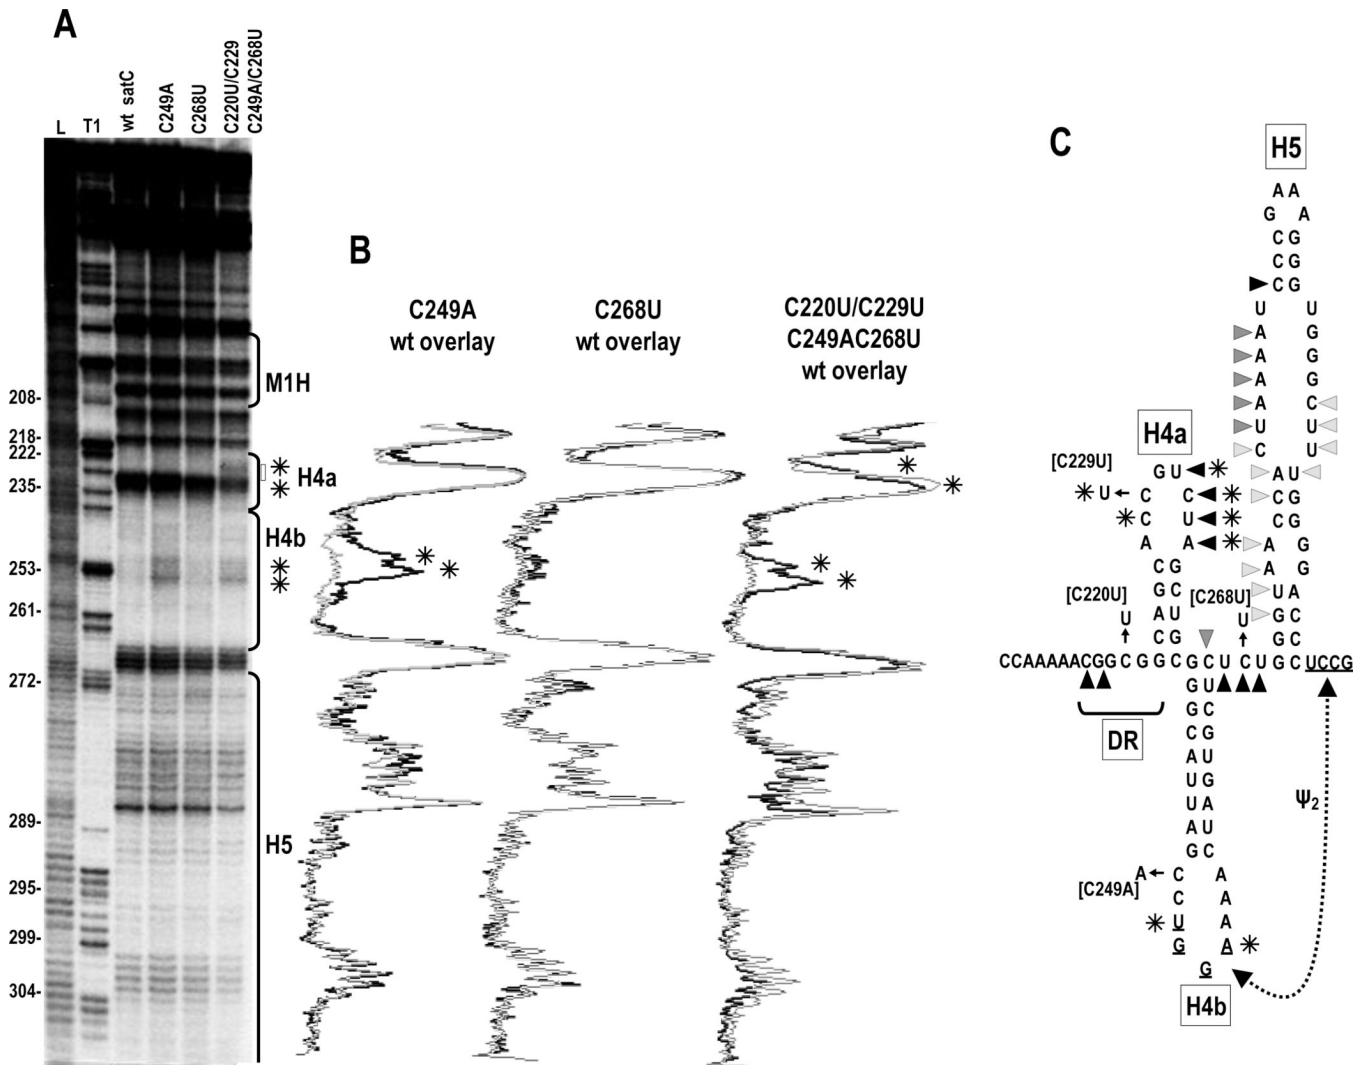 A
L
T1
wt satC
C249A
C268U
C220U/C229
C249A/C268U
208-
218-
222-
235-
253-
261-
272-
289-
295-
299-
304-
M1H
H4a
H4b
H5
B
C249A
wt overlay
C268U
wt overlay
C220U/C229U
C249AC268U
wt overlay
C
H5
A A
G A
C G
C G
C G
U U
A G
A G
A G
A C
U U
C U
A U
C G
C G
A G
A G
U A
G C
C
C
H4a
[C229U]
G U
U C C
C U
A A
C G
G C
U U
A U
C G
[C220U]
U
[C268U]
U
CCAAAAACGGCGGCGCUCUGCUCCG
DR
G U
G C
C G
A U
U G
U A
A U
G C
[C249A]
A C A
C A
U A
G A
G
H4b
Ψ2